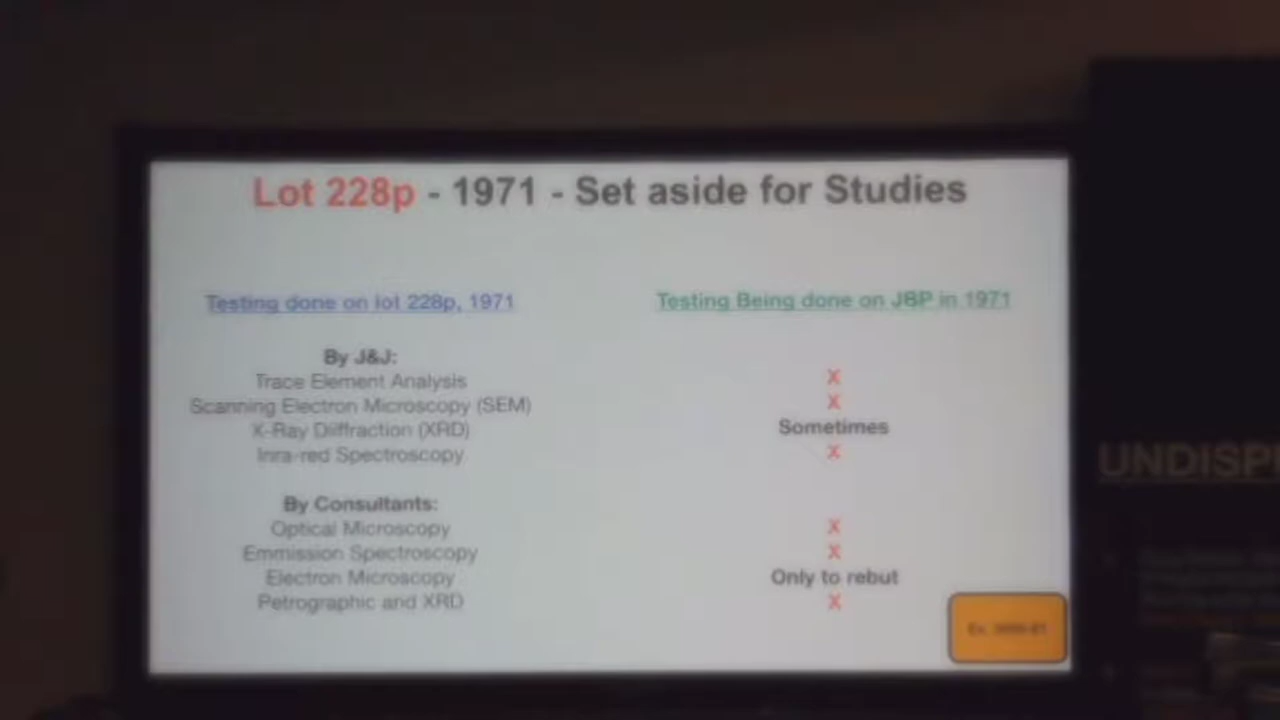 Lot 228p - 1971 - Set aside for Studies
Testing done on lot 228p, 1971
Testing Being done on JBP in 1971
By J&J:
Trace Element Analysis
X
Scanning Electron Microscopy (SEM)
X
X-Ray Diffraction (XRD)
Sometimes
Inra-red Spectroscopy
X
By Consultants:
Optical Microscopy
X
Emmission Spectroscopy
X
Electron Microscopy
Only to rebut
Petrographic and XRD
X
Ex.
UNDISP